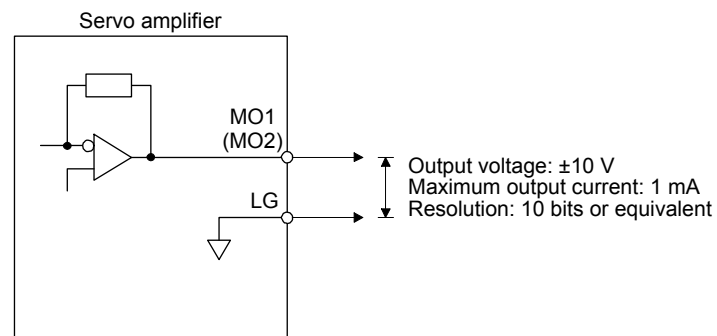 Servo amplifier
MO1
(MO2)
LG
Output voltage: ±10 V
Maximum output current: 1 mA
Resolution: 10 bits or equivalent